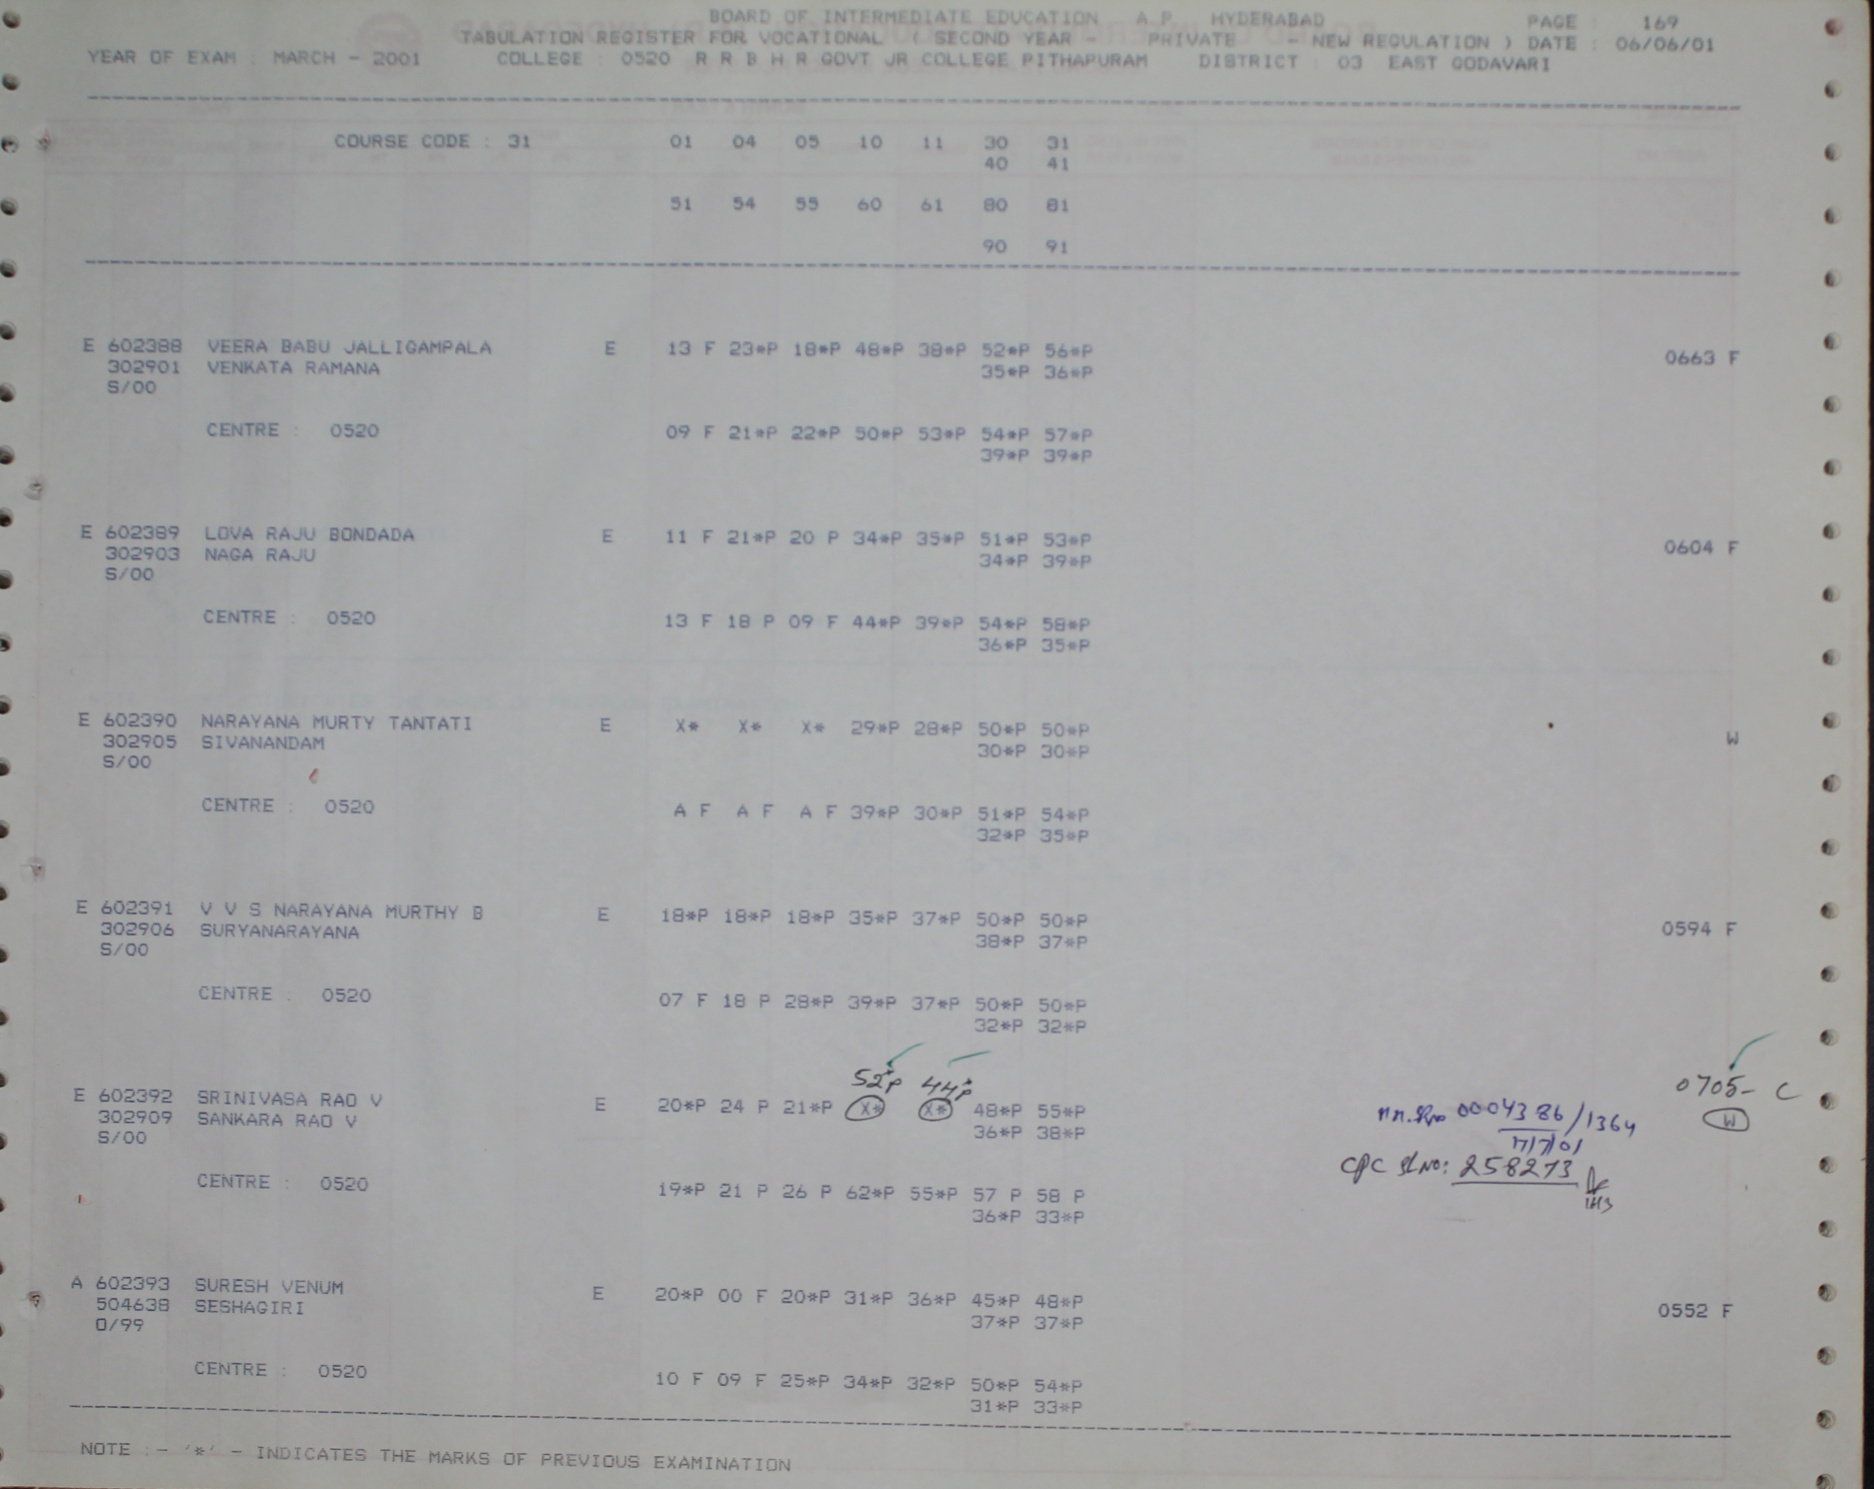 BOARD OF INTERMEDIATE EDUCATION A.P. HYDERABAD PAGE : 169
TABULATION REGISTER FOR VOCATIONAL ( SECOND YEAR - PRIVATE - NEW REGULATION ) DATE : 06/06/01
YEAR OF EXAM : MARCH - 2001 COLLEGE : 0520 R R B H R GOVT JR COLLEGE PITHAPURAM DISTRICT : 03 EAST GODAVARI
COURSE CODE : 31 01 04 05 10 11 30 31
40 41
51 54 55 60 61 80 81
90 91
E 602388 VEERA BABU JALLIGAMPALA E 13 F 23*P 18*P 48*P 38*P 52*P 56*P 0663 F
302901 VENKATA RAMANA 35*P 36*P
S/00
CENTRE : 0520 09 F 21*P 22*P 50*P 53*P 54*P 57*P
39*P 39*P
E 602389 LOVA RAJU BONDADA E 11 F 21*P 20 P 34*P 35*P 51*P 53*P 0604 F
302903 NAGA RAJU 34*P 39*P
S/00
CENTRE : 0520 13 F 18 P 09 F 44*P 39*P 54*P 58*P
36*P 35*P
E 602390 NARAYANA MURTY TANTATI E X* X* X* 29*P 28*P 50*P 50*P W
302905 SIVANANDAM 30*P 30*P
S/00
CENTRE : 0520 A F A F A F 39*P 30*P 51*P 54*P
32*P 35*P
E 602391 V V S NARAYANA MURTHY B E 18*P 18*P 18*P 35*P 37*P 50*P 50*P 0594 F
302906 SURYANARAYANA 38*P 37*P
S/00
CENTRE : 0520 07 F 18 P 28*P 39*P 37*P 50*P 50*P
32*P 32*P
52*P 44*P 0705- C
E 602392 SRINIVASA RAO V E 20*P 24 P 21*P X* X* 48*P 55*P 0004386/1364 W
302909 SANKARA RAO V 36*P 38*P 17/7/01
S/00 CPC Sl No: 258273
CENTRE : 0520 19*P 21 P 26 P 62*P 55*P 57 P 58 P
36*P 33*P
A 602393 SURESH VENUM E 20*P 00 F 20*P 31*P 36*P 45*P 48*P 0552 F
504638 SESHAGIRI 37*P 37*P
O/99
CENTRE : 0520 10 F 09 F 25*P 34*P 32*P 50*P 54*P
31*P 33*P
NOTE :- '*' - INDICATES THE MARKS OF PREVIOUS EXAMINATION